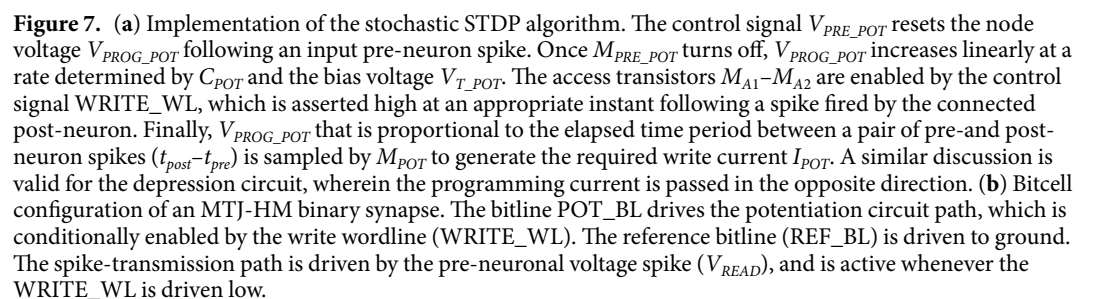 Figure 7. (a) Implementation of the stochastic STDP algorithm. The control signal V_PRE_POT resets the node
voltage V_PROG_POT following an input pre-neuron spike. Once M_PRE_POT turns off, V_PROG_POT increases linearly at a
rate determined by C_POT and the bias voltage V_T_POT. The access transistors M_A1–M_A2 are enabled by the control
signal WRITE_WL, which is asserted high at an appropriate instant following a spike fired by the connected
post-neuron. Finally, V_PROG_POT that is proportional to the elapsed time period between a pair of pre-and post-
neuron spikes (t_post–t_pre) is sampled by M_POT to generate the required write current I_POT. A similar discussion is
valid for the depression circuit, wherein the programming current is passed in the opposite direction. (b) Bitcell
configuration of an MTJ-HM binary synapse. The bitline POT_BL drives the potentiation circuit path, which is
conditionally enabled by the write wordline (WRITE_WL). The reference bitline (REF_BL) is driven to ground.
The spike-transmission path is driven by the pre-neuronal voltage spike (V_READ), and is active whenever the
WRITE_WL is driven low.